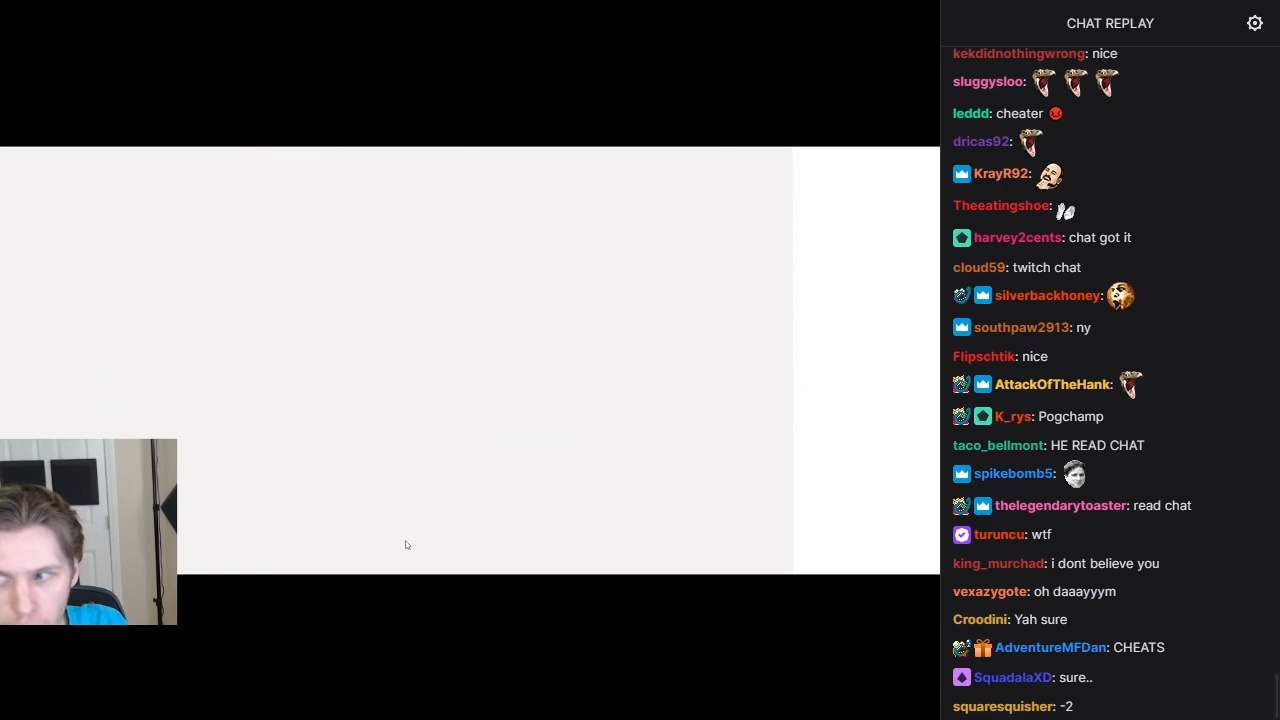 CHAT REPLAY
kekdidnothingwrong: nice
sluggysloo:
leddd: cheater
dricas92:
KrayR92:
Theeatingshoe:
harvey2cents: chat got it
cloud59: twitch chat
silverbackhoney:
southpaw2913: ny
Flipschtik: nice
AttackOfTheHank:
K_rys: Pogchamp
taco_bellmont: HE READ CHAT
spikebomb5:
thelegendarytoaster: read chat
turuncu: wtf
king_murchad: i dont believe you
vexazygote: oh daaayyym
Croodini: Yah sure
AdventureMFDan: CHEATS
SquadalaXD: sure..
squaresquisher: -2